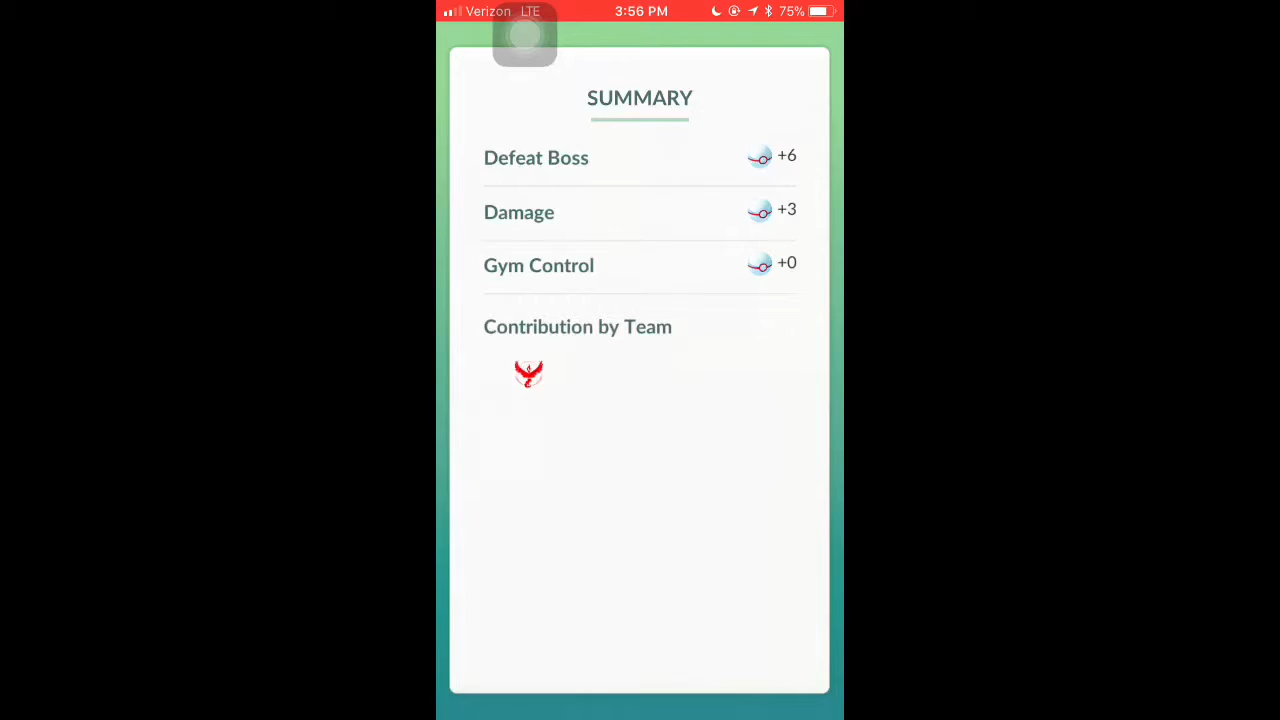 Verizon LTE 3:56 PM 75%
SUMMARY
Defeat Boss +6
Damage +3
Gym Control +0
Contribution by Team